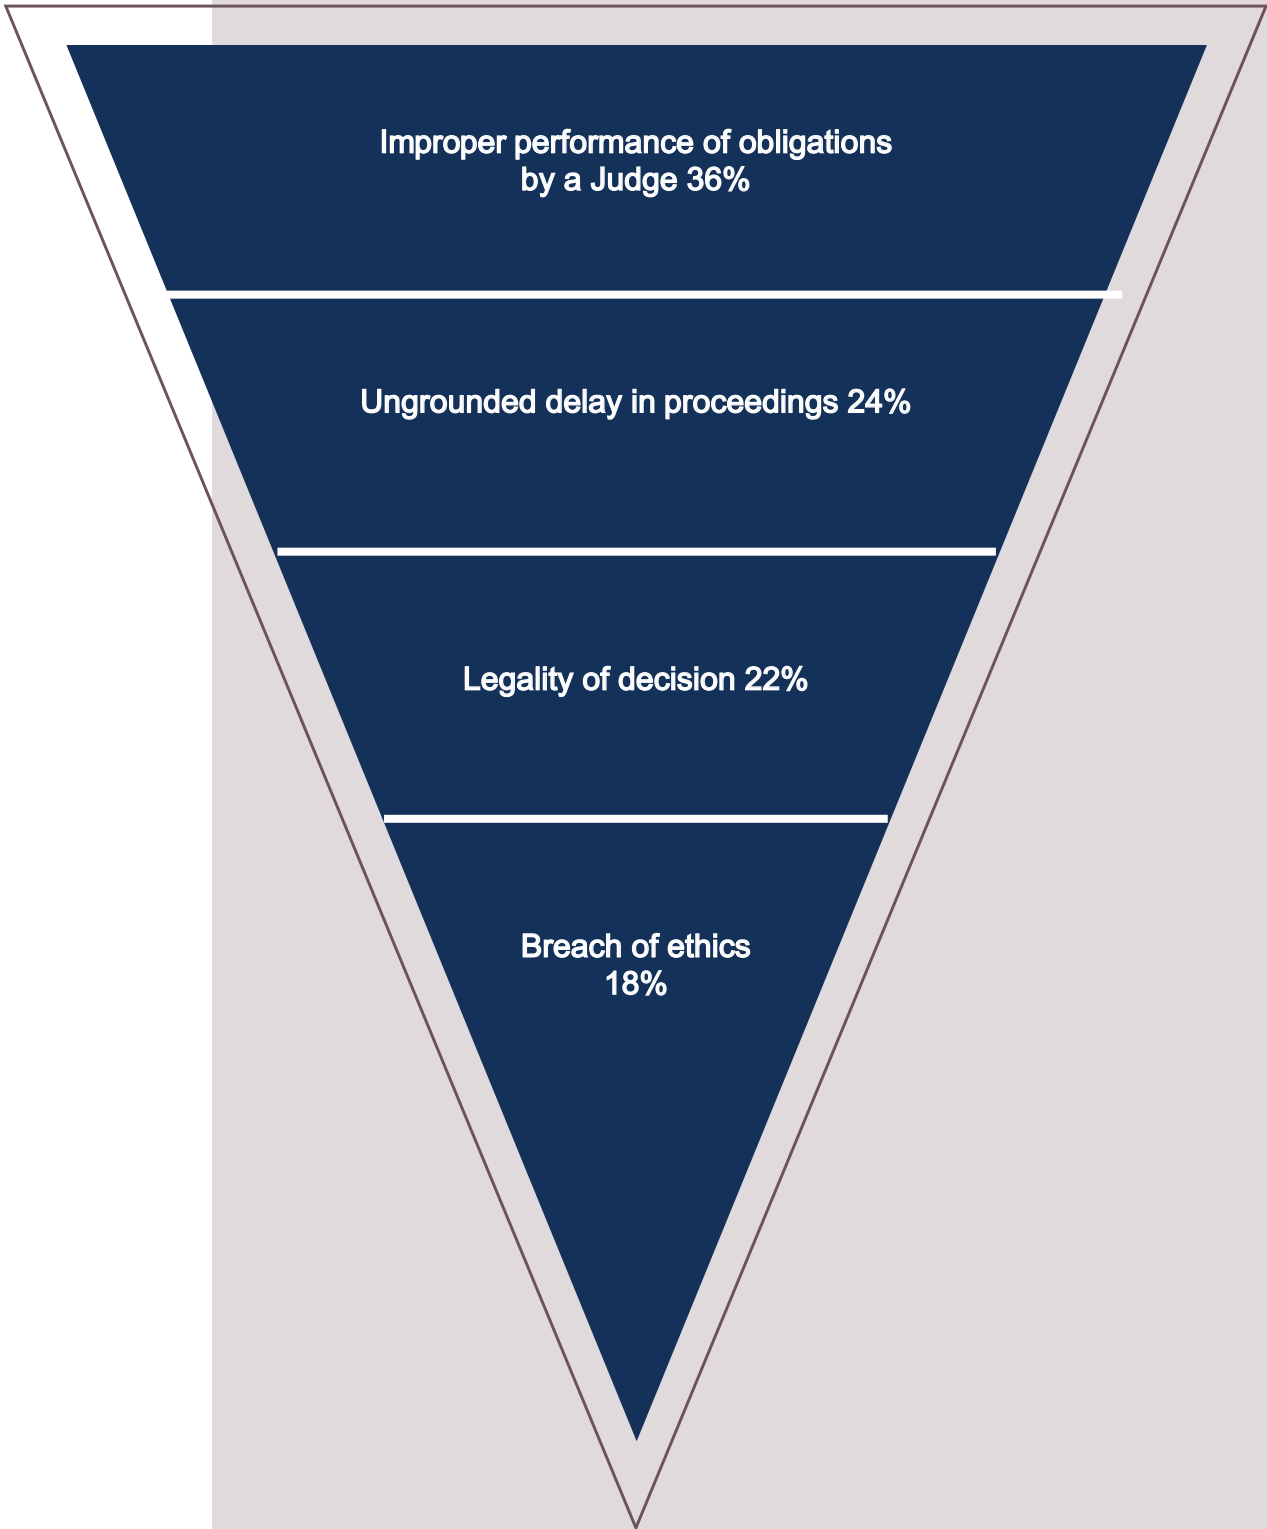 Improper performance of obligations
by a Judge 36%
Ungrounded delay in proceedings 24%
Legality of decision 22%
Breach of ethics
18%